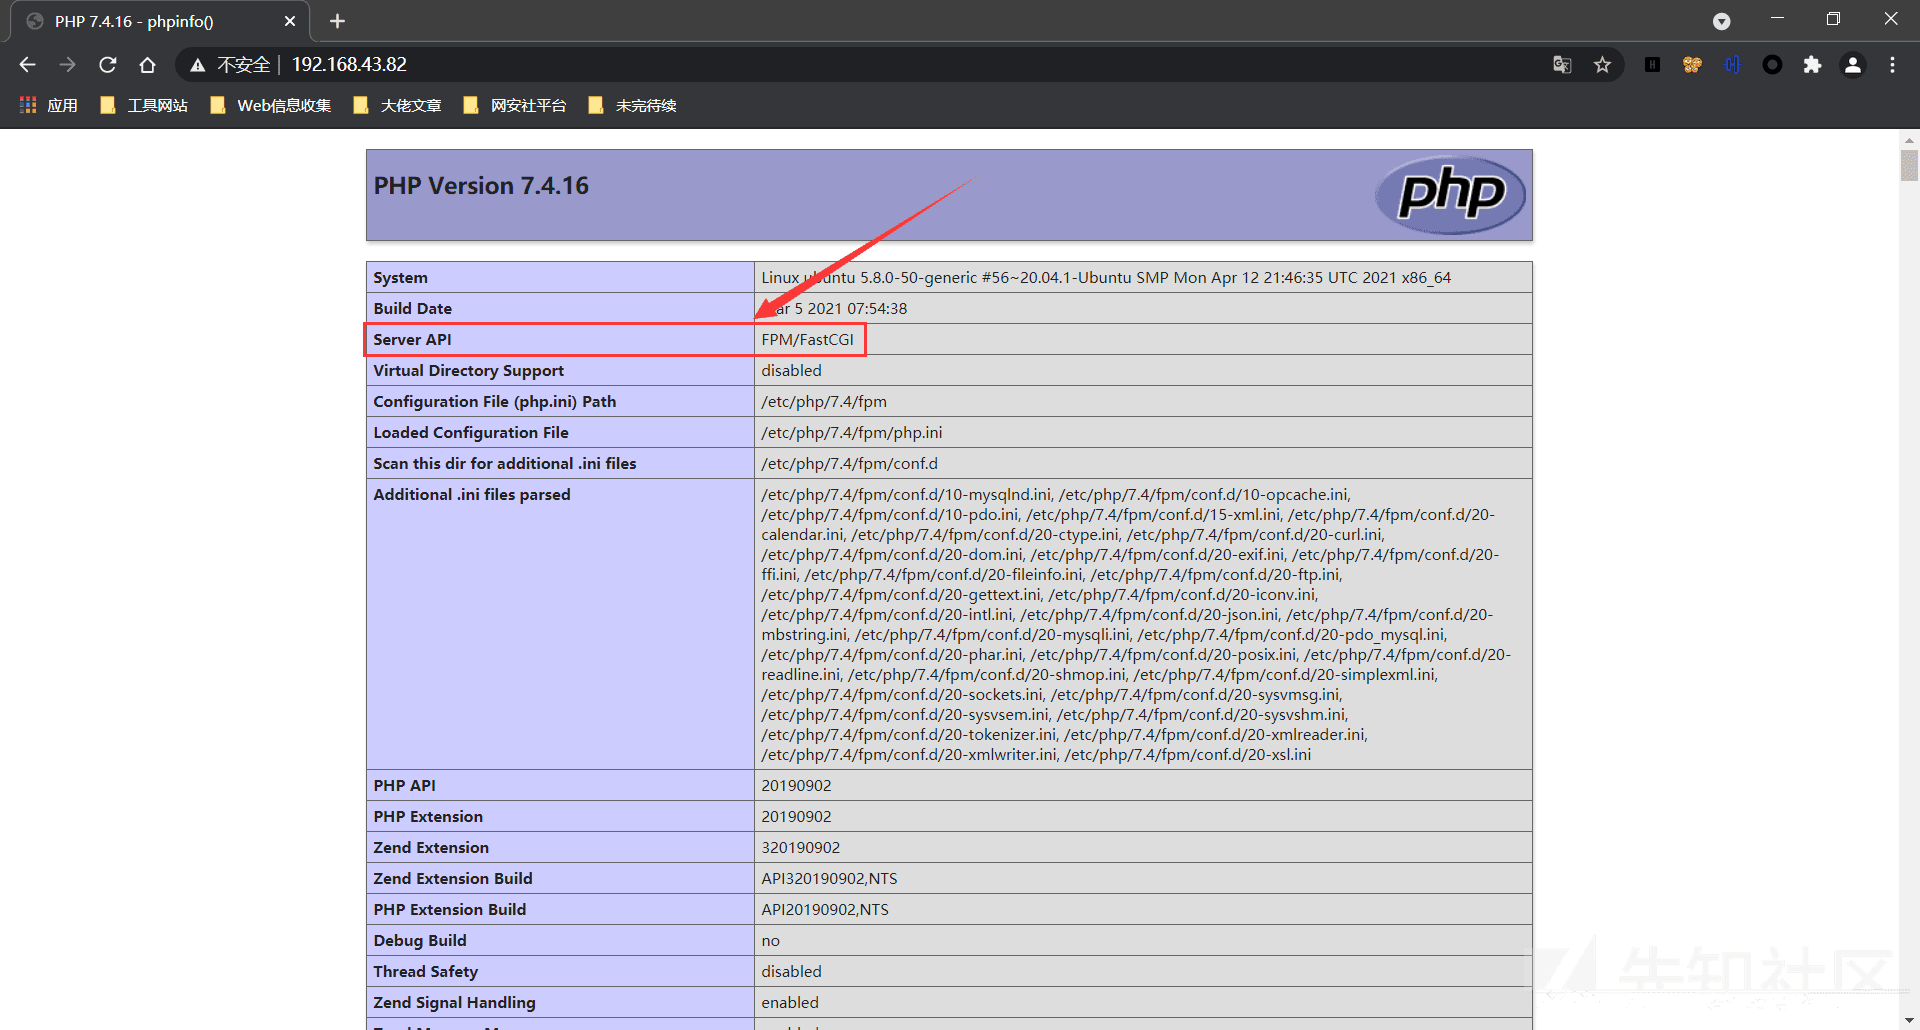 PHP 7.4.16 - phpinfo()
不安全 | 192.168.43.82
应用 工具网站 Web信息收集 大佬文章 网安社平台 未完待续
PHP Version 7.4.16
php
System Linux ubuntu 5.8.0-50-generic #56~20.04.1-Ubuntu SMP Mon Apr 12 21:46:35 UTC 2021 x86_64
Build Date Mar 5 2021 07:54:38
Server API FPM/FastCGI
Virtual Directory Support disabled
Configuration File (php.ini) Path /etc/php/7.4/fpm
Loaded Configuration File /etc/php/7.4/fpm/php.ini
Scan this dir for additional .ini files /etc/php/7.4/fpm/conf.d
Additional .ini files parsed /etc/php/7.4/fpm/conf.d/10-mysqlnd.ini, /etc/php/7.4/fpm/conf.d/10-opcache.ini,
/etc/php/7.4/fpm/conf.d/10-pdo.ini, /etc/php/7.4/fpm/conf.d/15-xml.ini, /etc/php/7.4/fpm/conf.d/20-
calendar.ini, /etc/php/7.4/fpm/conf.d/20-ctype.ini, /etc/php/7.4/fpm/conf.d/20-curl.ini,
/etc/php/7.4/fpm/conf.d/20-dom.ini, /etc/php/7.4/fpm/conf.d/20-exif.ini, /etc/php/7.4/fpm/conf.d/20-
ffi.ini, /etc/php/7.4/fpm/conf.d/20-fileinfo.ini, /etc/php/7.4/fpm/conf.d/20-ftp.ini,
/etc/php/7.4/fpm/conf.d/20-gettext.ini, /etc/php/7.4/fpm/conf.d/20-iconv.ini,
/etc/php/7.4/fpm/conf.d/20-intl.ini, /etc/php/7.4/fpm/conf.d/20-json.ini, /etc/php/7.4/fpm/conf.d/20-
mbstring.ini, /etc/php/7.4/fpm/conf.d/20-mysqli.ini, /etc/php/7.4/fpm/conf.d/20-pdo_mysql.ini,
/etc/php/7.4/fpm/conf.d/20-phar.ini, /etc/php/7.4/fpm/conf.d/20-posix.ini, /etc/php/7.4/fpm/conf.d/20-
readline.ini, /etc/php/7.4/fpm/conf.d/20-shmop.ini, /etc/php/7.4/fpm/conf.d/20-simplexml.ini,
/etc/php/7.4/fpm/conf.d/20-sockets.ini, /etc/php/7.4/fpm/conf.d/20-sysvmsg.ini,
/etc/php/7.4/fpm/conf.d/20-sysvsem.ini, /etc/php/7.4/fpm/conf.d/20-sysvshm.ini,
/etc/php/7.4/fpm/conf.d/20-tokenizer.ini, /etc/php/7.4/fpm/conf.d/20-xmlreader.ini,
/etc/php/7.4/fpm/conf.d/20-xmlwriter.ini, /etc/php/7.4/fpm/conf.d/20-xsl.ini
PHP API 20190902
PHP Extension 20190902
Zend Extension 320190902
Zend Extension Build API320190902,NTS
PHP Extension Build API20190902,NTS
Debug Build no
Thread Safety disabled
Zend Signal Handling enabled
先知社区